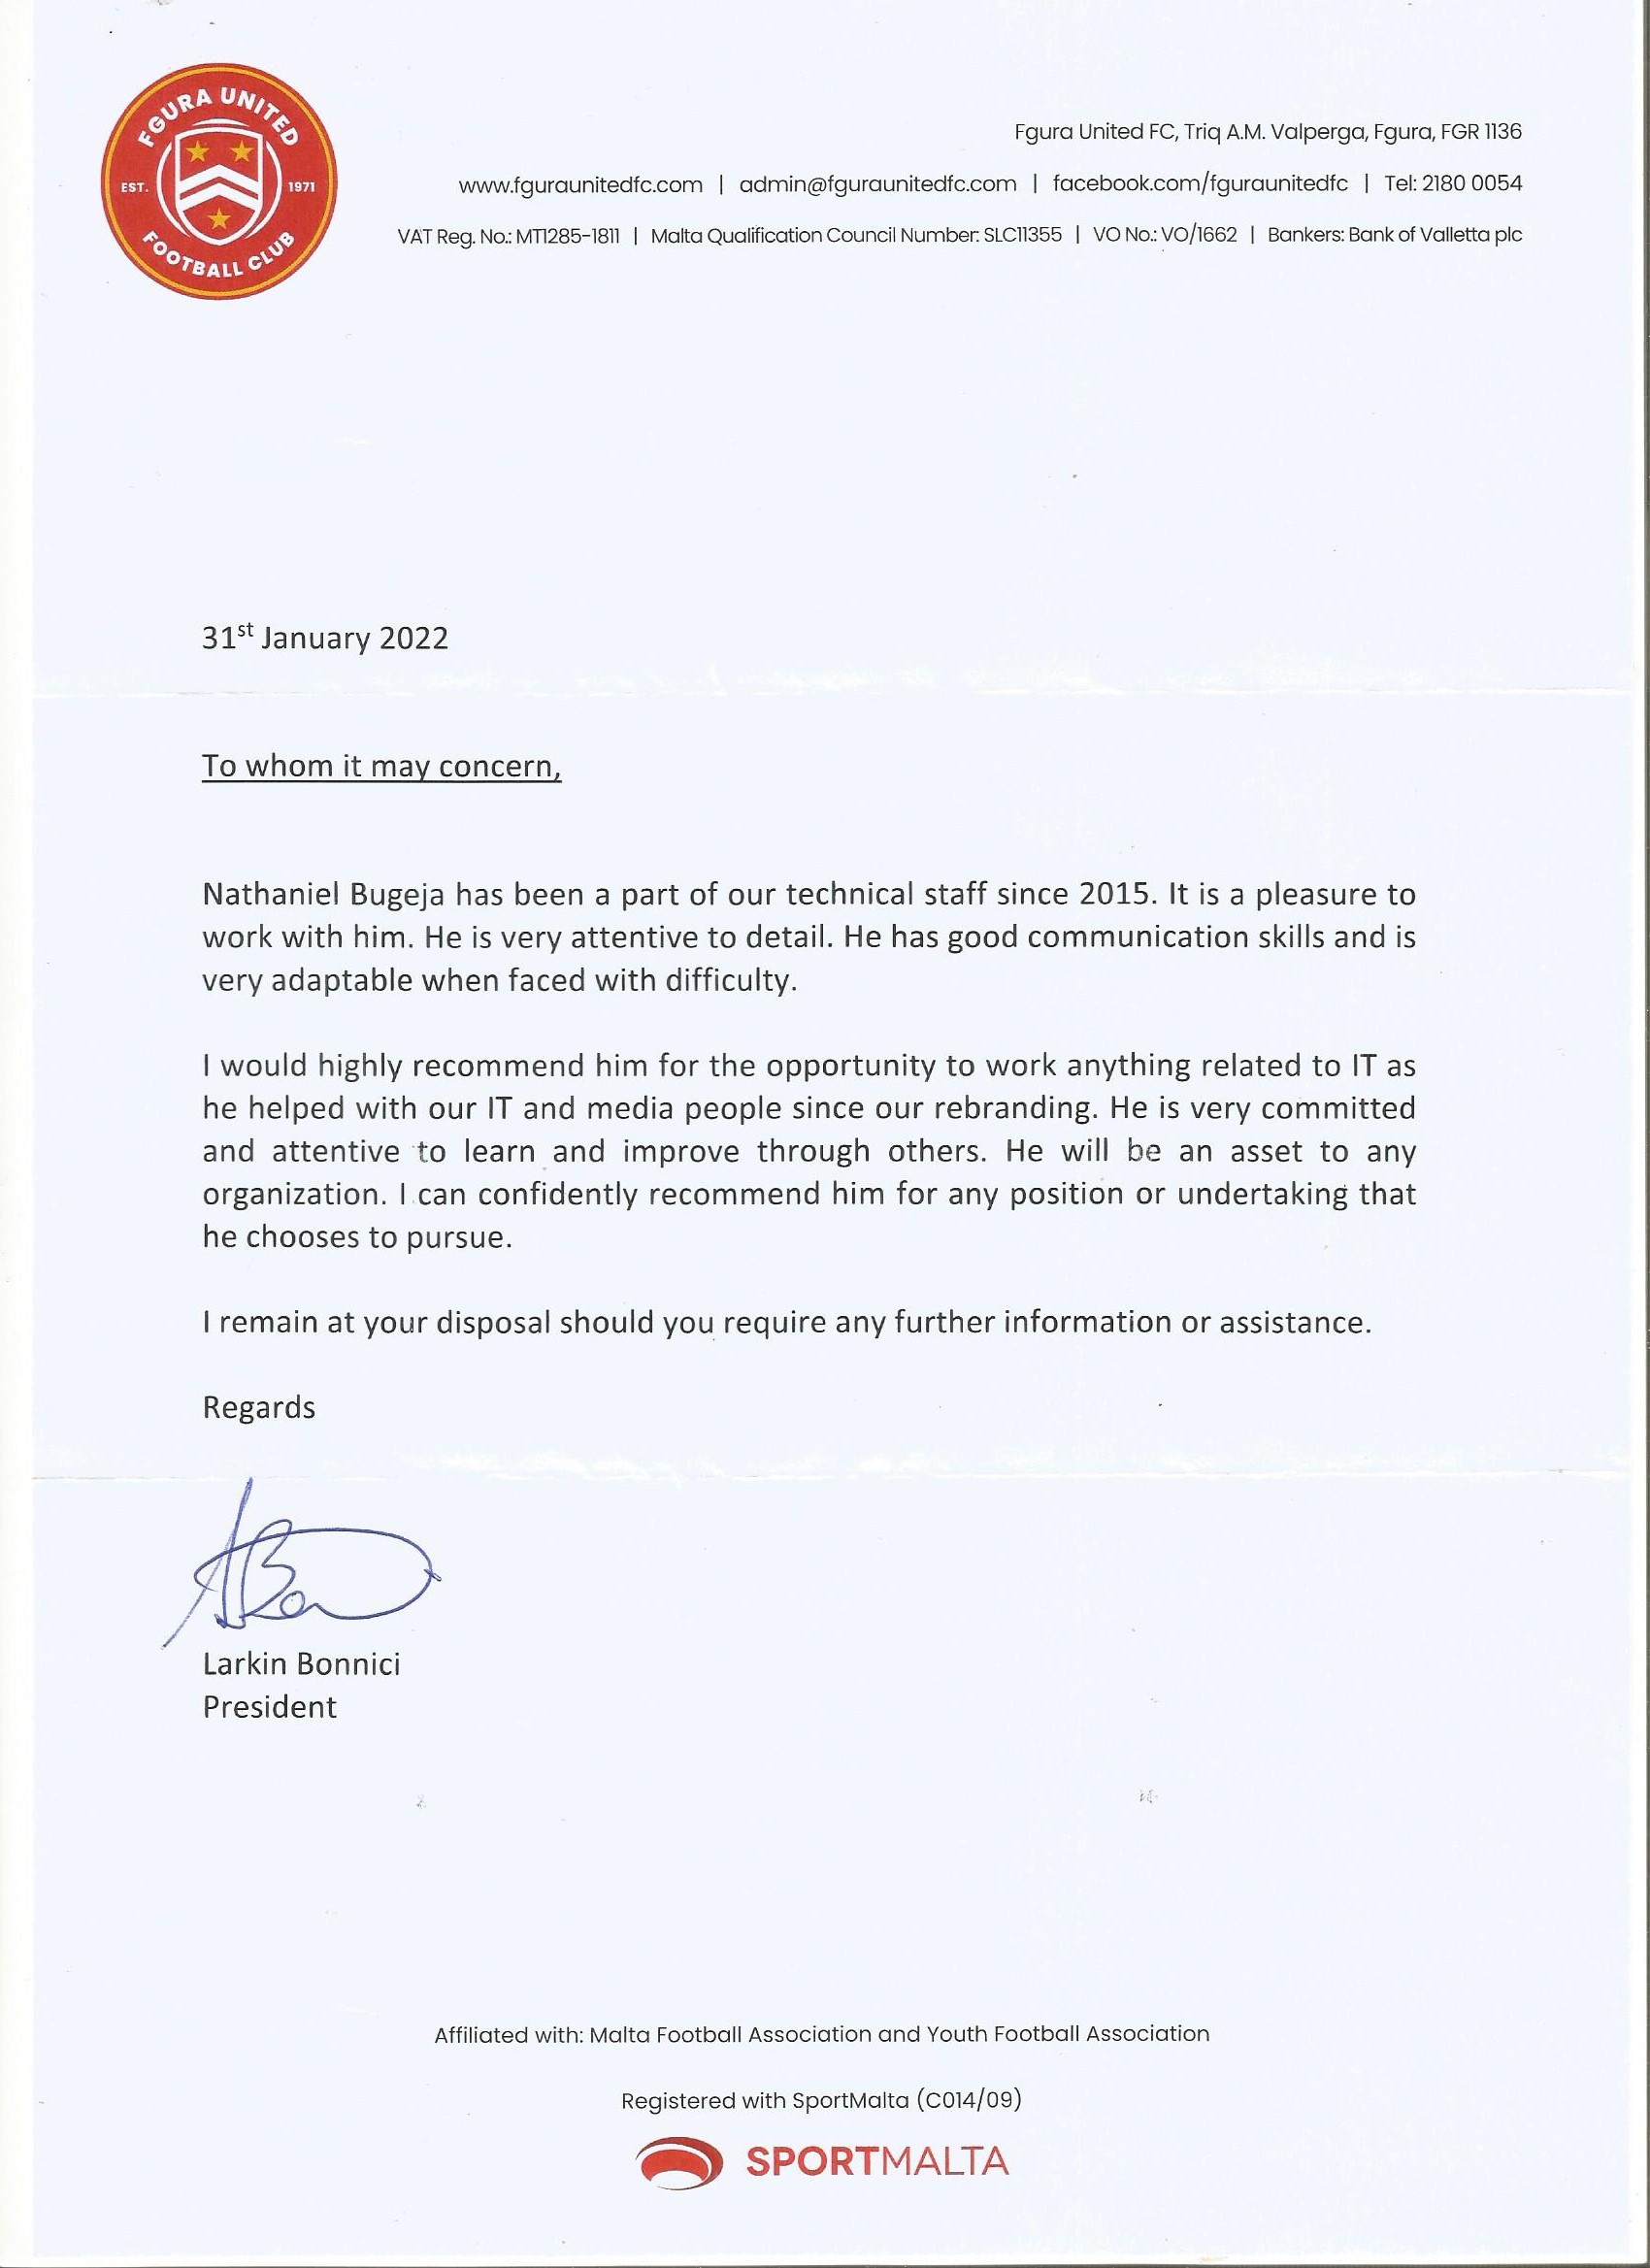 FGURA UNITED
EST. 1971
FOOTBALL CLUB
Fgura United FC, Triq A.M. Valperga, Fgura, FGR 1136
www.fguraunitedfc.com | admin@fguraunitedfc.com | facebook.com/fguraunitedfc | Tel: 2180 0054
VAT Reg. No.: MT1285-1811 | Malta Qualification Council Number: SLC11355 | VO No.: VO/1662 | Bankers: Bank of Valletta plc
31st January 2022
To whom it may concern,
Nathaniel Bugeja has been a part of our technical staff since 2015. It is a pleasure to
work with him. He is very attentive to detail. He has good communication skills and is
very adaptable when faced with difficulty.
I would highly recommend him for the opportunity to work anything related to IT as
he helped with our IT and media people since our rebranding. He is very committed
and attentive to learn and improve through others. He will be an asset to any
organization. I can confidently recommend him for any position or undertaking that
he chooses to pursue.
I remain at your disposal should you require any further information or assistance.
Regards
Larkin Bonnici
President
Affiliated with: Malta Football Association and Youth Football Association
Registered with SportMalta (C014/09)
SPORTMALTA